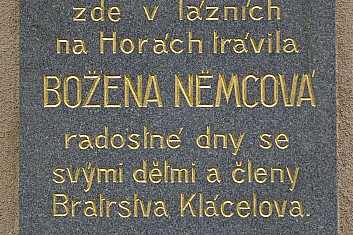 zde v lázních
na Horách trávila
BOŽENA NĚMCOVÁ
radostné dny se
svými dětmi a členy
Bratrstva Klácelova.